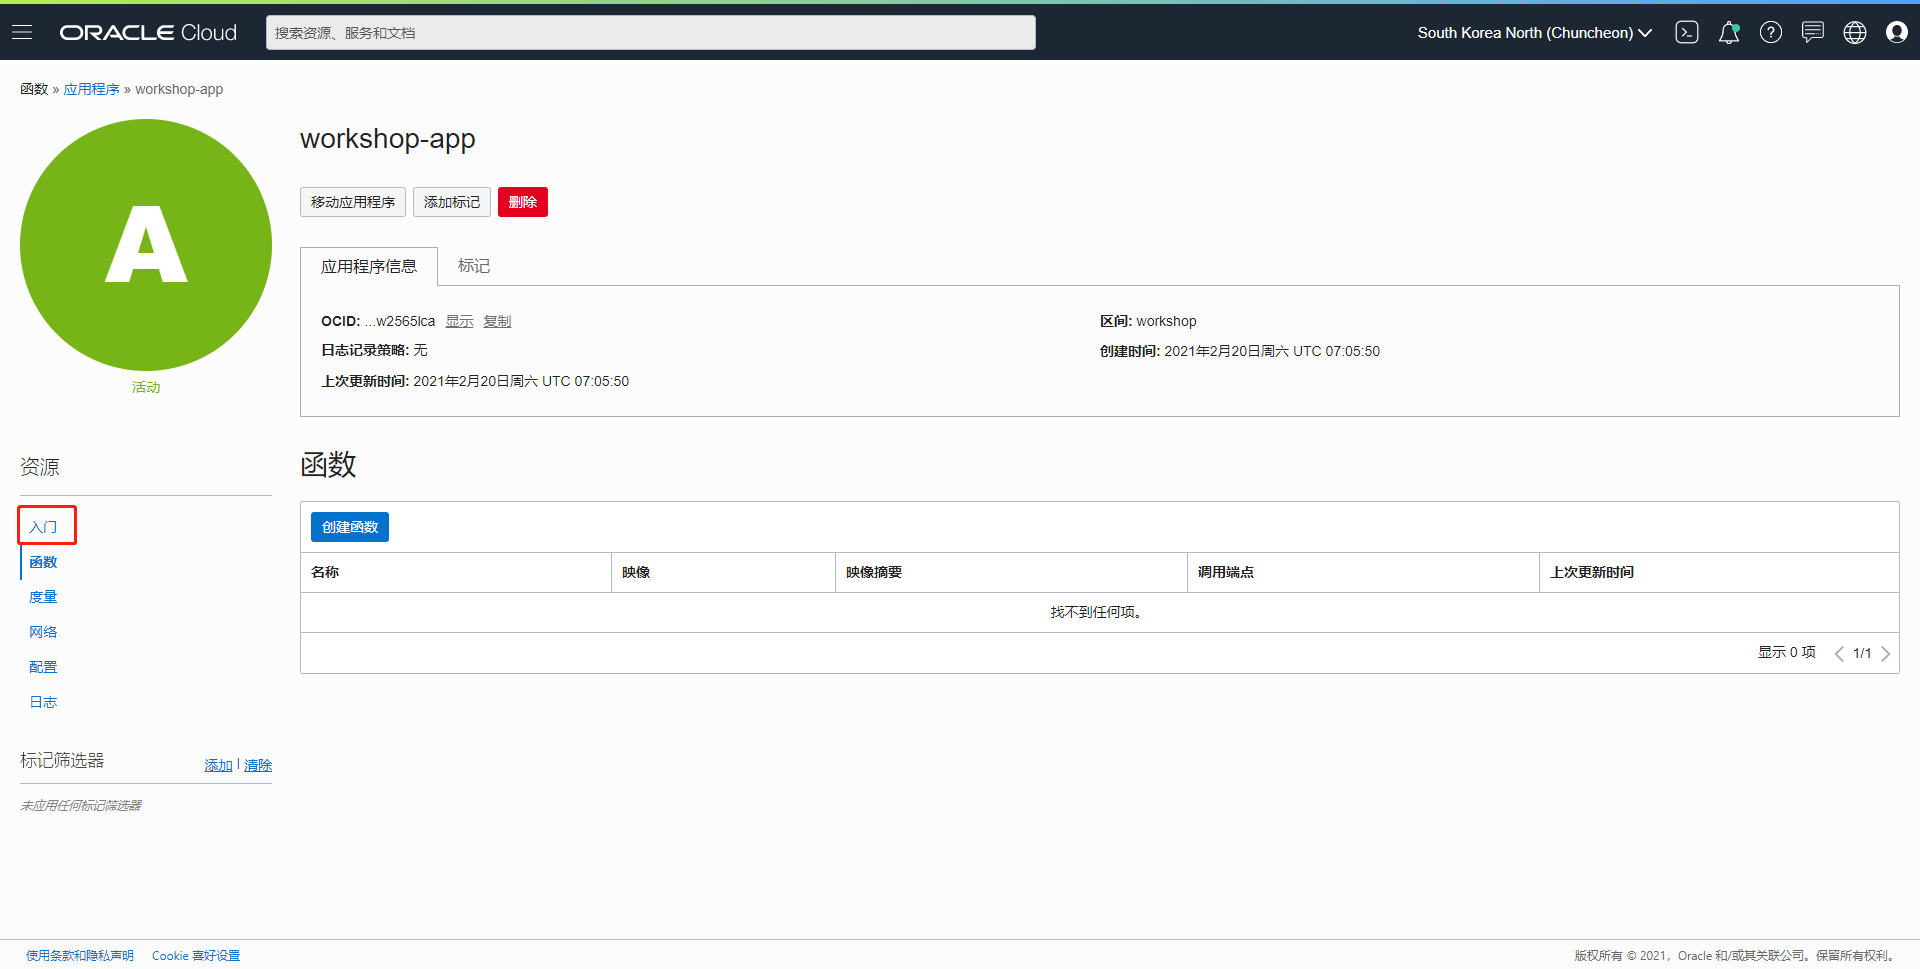 ORACLE Cloud
搜索资源、服务和文档
South Korea North (Chuncheon)
函数 » 应用程序 » workshop-app
A
活动
workshop-app
移动应用程序 添加标记 删除
应用程序信息 标记
OCID: ...w2565lca 显示 复制
日志记录策略: 无
上次更新时间: 2021年2月20日周六 UTC 07:05:50
区间: workshop
创建时间: 2021年2月20日周六 UTC 07:05:50
资源
入门
函数
度量
网络
配置
日志
标记筛选器 添加 | 清除
未应用任何标记筛选器
函数
创建函数
名称 映像 映像摘要 调用端点 上次更新时间
找不到任何项。
显示 0 项 1/1
使用条款和隐私声明 Cookie 喜好设置
版权所有 © 2021, Oracle 和/或其关联公司。保留所有权利。